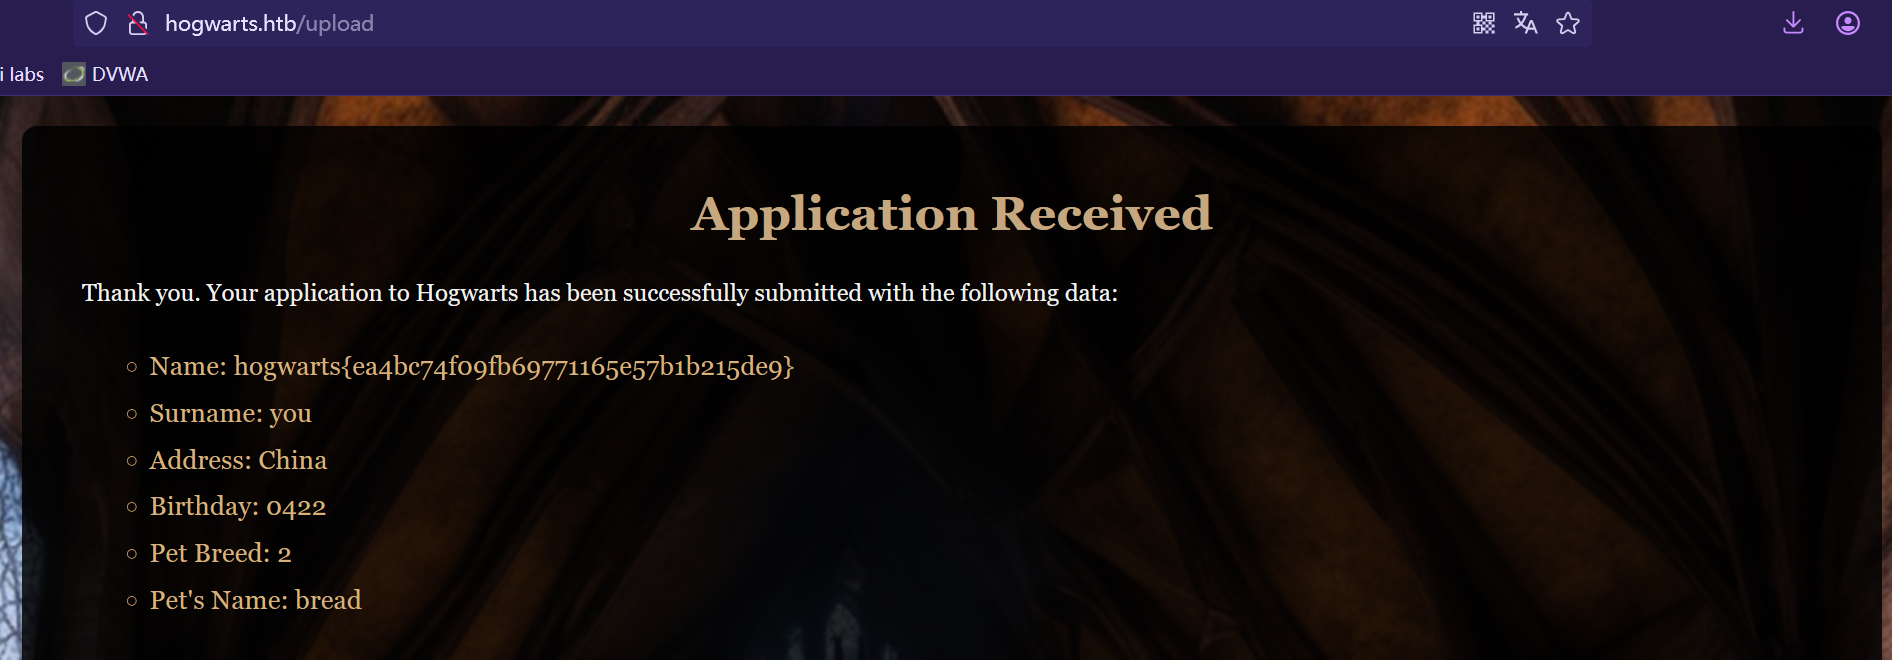 hogwarts.htb/upload
i labs DVWA
Application Received
Thank you. Your application to Hogwarts has been successfully submitted with the following data:
Name: hogwarts{ea4bc74f09fb69771165e57b1b215de9}
Surname: you
Address: China
Birthday: 0422
Pet Breed: 2
Pet's Name: bread